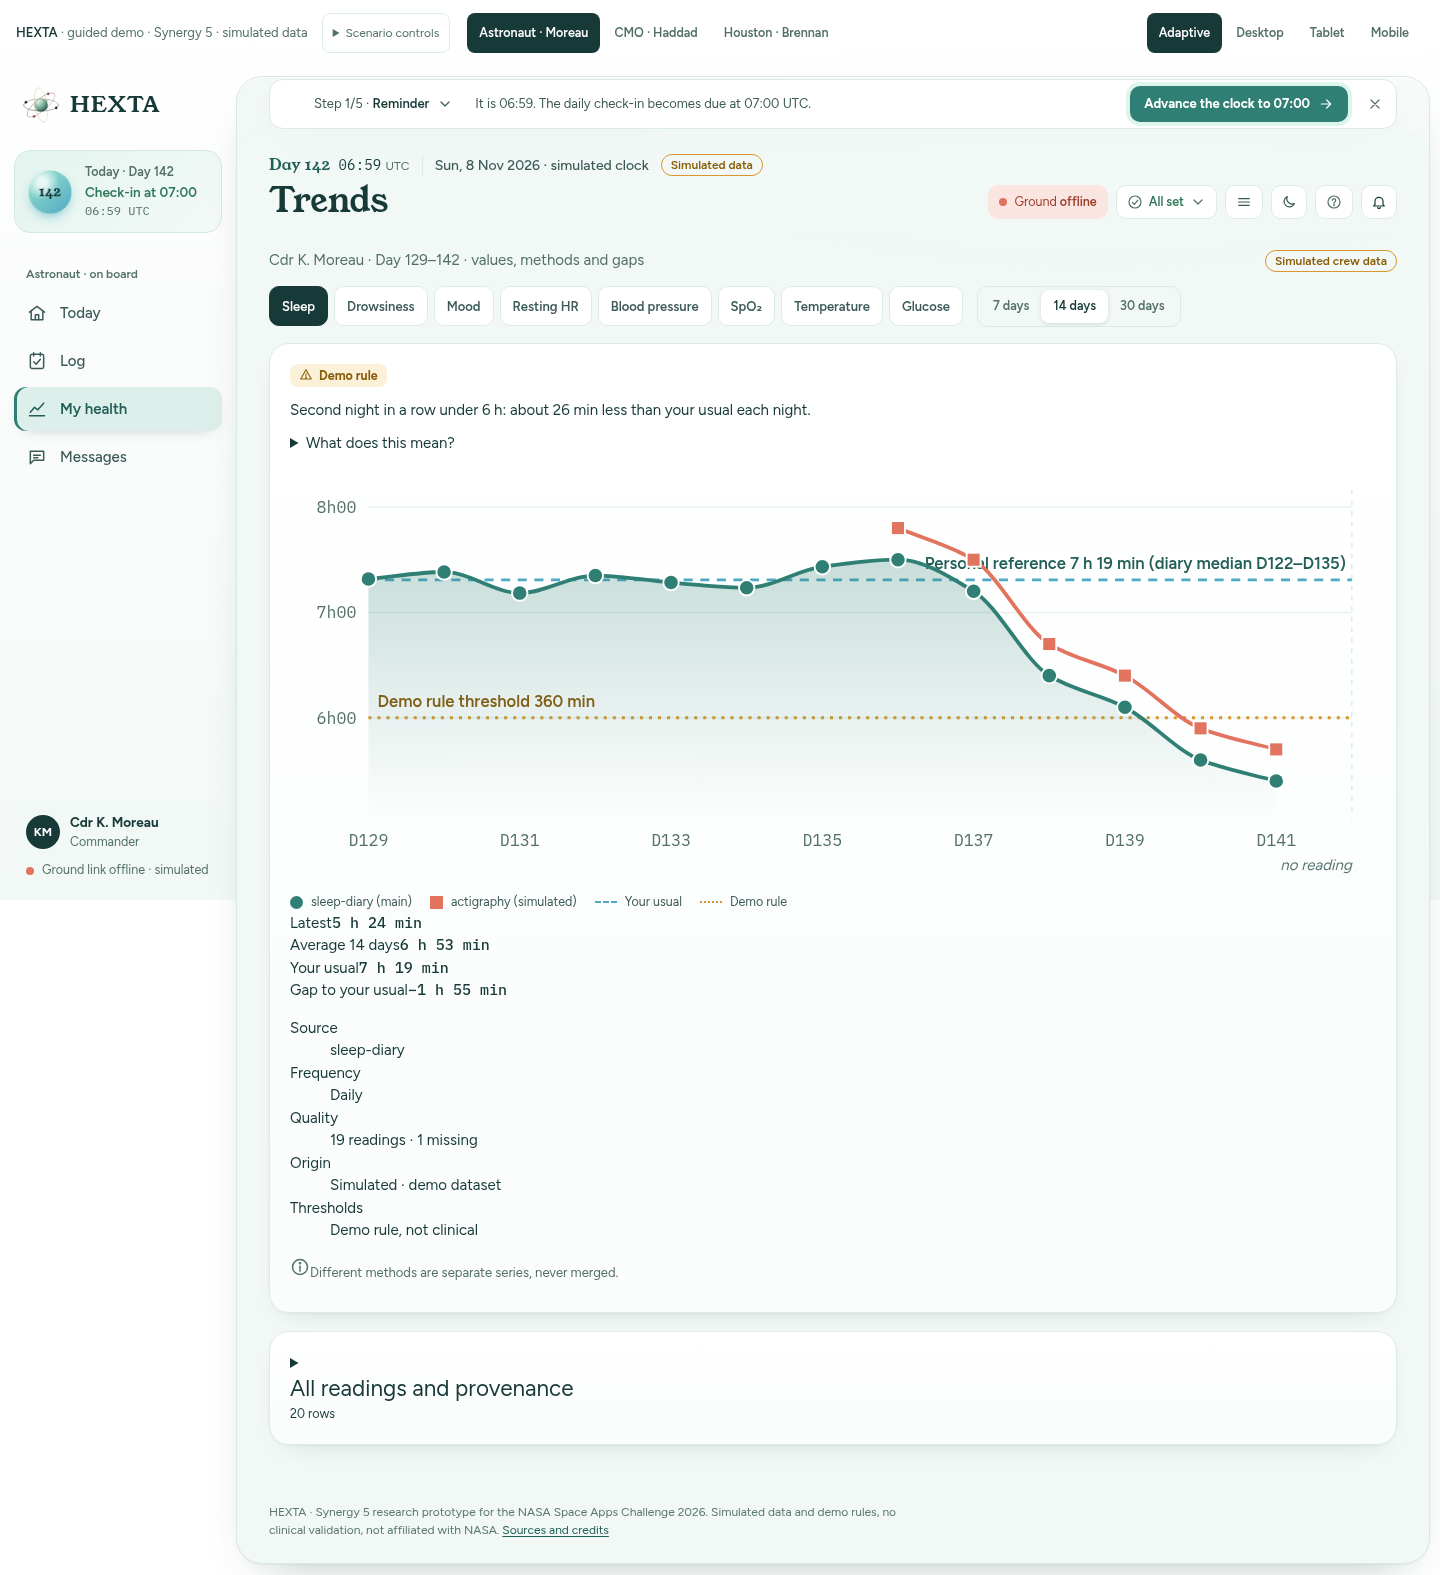 HEXTA · guided demo · Synergy 5 · simulated data
Scenario controls
Astronaut · Moreau
CMO · Haddad
Houston · Brennan
Adaptive
Desktop
Tablet
Mobile
HEXTA
142
Today · Day 142
Check-in at 07:00
06:59 UTC
Astronaut · on board
Today
Log
My health
Messages
KM
Cdr K. Moreau
Commander
Ground link offline · simulated
Step 1/5 · Reminder
It is 06:59. The daily check-in becomes due at 07:00 UTC.
Advance the clock to 07:00
Day 142 06:59 UTC
Sun, 8 Nov 2026 · simulated clock
Simulated data
Trends
Ground offline
All set
Cdr K. Moreau · Day 129–142 · values, methods and gaps
Simulated crew data
Sleep
Drowsiness
Mood
Resting HR
Blood pressure
SpO₂
Temperature
Glucose
7 days
14 days
30 days
Demo rule
Second night in a row under 6 h: about 26 min less than your usual each night.
What does this mean?
8h00
Personal reference 7 h 19 min (diary median D122–D135)
7h00
Demo rule threshold 360 min
6h00
D129
D131
D133
D135
D137
D139
D141
no reading
sleep-diary (main)
actigraphy (simulated)
Your usual
Demo rule
Latest5 h 24 min
Average 14 days6 h 53 min
Your usual7 h 19 min
Gap to your usual−1 h 55 min
Source
sleep-diary
Frequency
Daily
Quality
19 readings · 1 missing
Origin
Simulated · demo dataset
Thresholds
Demo rule, not clinical
Different methods are separate series, never merged.
All readings and provenance
20 rows
HEXTA · Synergy 5 research prototype for the NASA Space Apps Challenge 2026. Simulated data and demo rules, no
clinical validation, not affiliated with NASA. Sources and credits